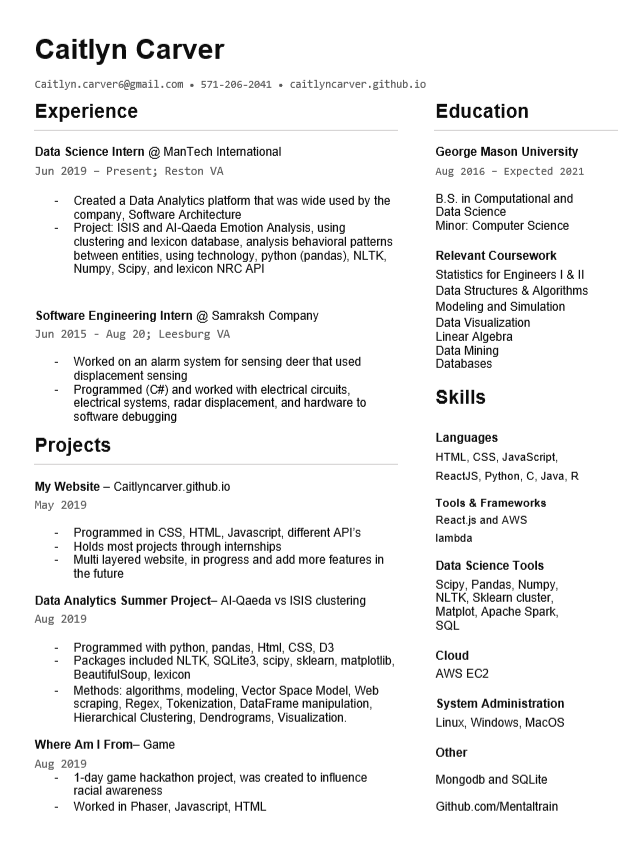 Caitlyn Carver
Caitlyn.carver6@gmail.com • 571-206-2041 • caitlyncarver.github.io
Experience
Data Science Intern @ ManTech International
Jun 2019 – Present; Reston VA
- Created a Data Analytics platform that was wide used by the
company, Software Architecture
- Project: ISIS and Al-Qaeda Emotion Analysis, using
clustering and lexicon database, analysis behavioral patterns
between entities, using technology, python (pandas), NLTK,
Numpy, Scipy, and lexicon NRC API
Software Engineering Intern @ Samraksh Company
Jun 2015 - Aug 20; Leesburg VA
- Worked on an alarm system for sensing deer that used
displacement sensing
- Programmed (C#) and worked with electrical circuits,
electrical systems, radar displacement, and hardware to
software debugging
Projects
My Website – Caitlyncarver.github.io
May 2019
- Programmed in CSS, HTML, Javascript, different API's
- Holds most projects through internships
- Multi layered website, in progress and add more features in
the future
Data Analytics Summer Project– Al-Qaeda vs ISIS clustering
Aug 2019
- Programmed with python, pandas, Html, CSS, D3
- Packages included NLTK, SQLite3, scipy, sklearn, matplotlib,
BeautifulSoup, lexicon
- Methods: algorithms, modeling, Vector Space Model, Web
scraping, Regex, Tokenization, DataFrame manipulation,
Hierarchical Clustering, Dendrograms, Visualization.
Where Am I From– Game
Aug 2019
- 1-day game hackathon project, was created to influence
racial awareness
- Worked in Phaser, Javascript, HTML
Education
George Mason University
Aug 2016 – Expected 2021
B.S. in Computational and
Data Science
Minor: Computer Science
Relevant Coursework
Statistics for Engineers I & II
Data Structures & Algorithms
Modeling and Simulation
Data Visualization
Linear Algebra
Data Mining
Databases
Skills
Languages
HTML, CSS, JavaScript,
ReactJS, Python, C, Java, R
Tools & Frameworks
React.js and AWS
lambda
Data Science Tools
Scipy, Pandas, Numpy,
NLTK, Sklearn cluster,
Matplot, Apache Spark,
SQL
Cloud
AWS EC2
System Administration
Linux, Windows, MacOS
Other
Mongodb and SQLite
Github.com/Mentaltrain